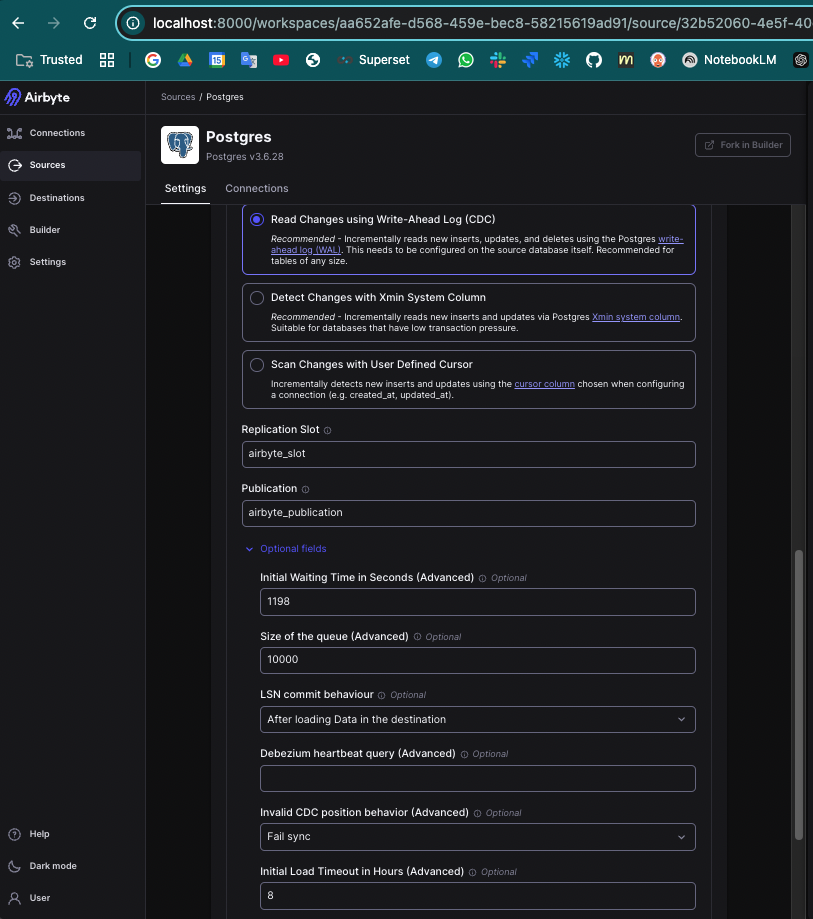 localhost:8000/workspaces/aa652afe-d568-459e-bec8-58215619ad91/source/32b52060-4e5f-40
Trusted
15
Superset
NotebookLM
Airbyte
Connections
Sources
Destinations
Builder
Settings
Sources / Postgres
Postgres
Postgres v3.6.28
Fork in Builder
Settings
Connections
Read Changes using Write-Ahead Log (CDC)
Recommended - Incrementally reads new inserts, updates, and deletes using the Postgres write-
ahead log (WAL). This needs to be configured on the source database itself. Recommended for
tables of any size.
Detect Changes with Xmin System Column
Recommended - Incrementally reads new inserts and updates via Postgres Xmin system column.
Suitable for databases that have low transaction pressure.
Scan Changes with User Defined Cursor
Incrementally detects new inserts and updates using the cursor column chosen when configuring
a connection (e.g. created_at, updated_at).
Replication Slot
airbyte_slot
Publication
airbyte_publication
Optional fields
Initial Waiting Time in Seconds (Advanced) Optional
1198
Size of the queue (Advanced) Optional
10000
LSN commit behaviour Optional
After loading Data in the destination
Debezium heartbeat query (Advanced) Optional
Invalid CDC position behavior (Advanced) Optional
Fail sync
Initial Load Timeout in Hours (Advanced) Optional
8
Help
Dark mode
User